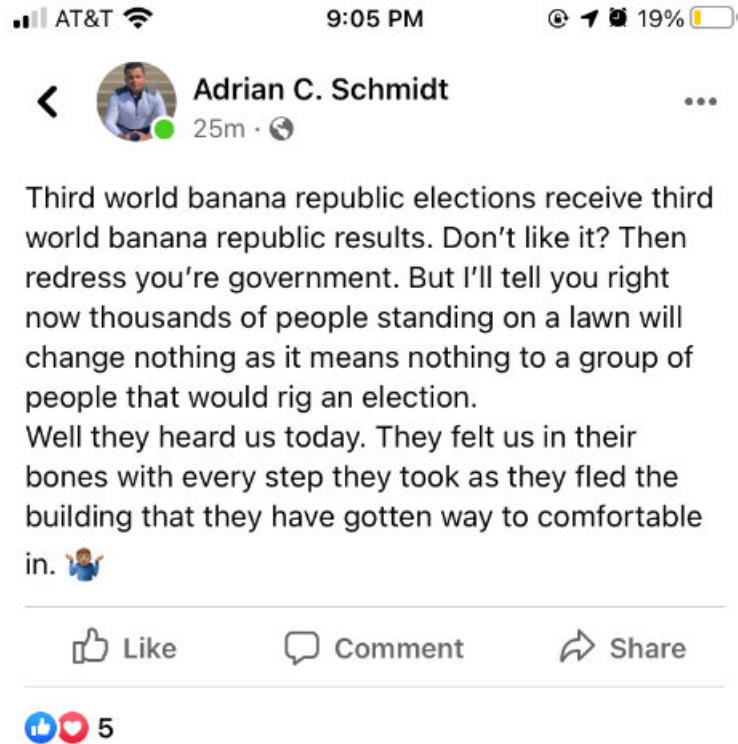 AT&T 9:05 PM 19%
Adrian C. Schmidt
25m ·
Third world banana republic elections receive third
world banana republic results. Don't like it? Then
redress you're government. But I'll tell you right
now thousands of people standing on a lawn will
change nothing as it means nothing to a group of
people that would rig an election.
Well they heard us today. They felt us in their
bones with every step they took as they fled the
building that they have gotten way to comfortable
in. 🤷🏽‍♂️
Like Comment Share
5